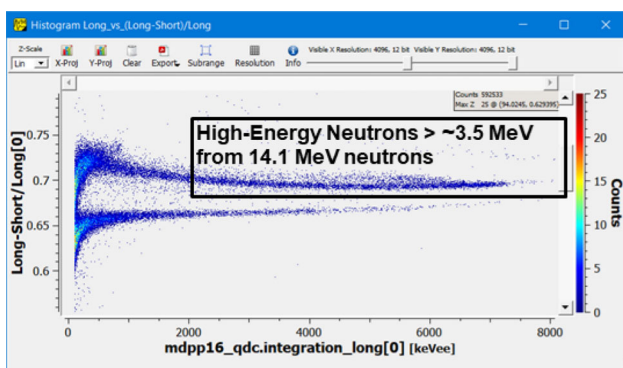 Histogram Long_vs_(Long-Short)/Long
Z-Scale
Lin
X-Proj Y-Proj Clear Export Subrange Resolution Info
Visible X Resolution: 4096, 12 bit Visible Y Resolution: 4096, 12 bit
Counts 592533
Max Z 25 @ (94.0245, 0.629395)
High-Energy Neutrons > ~3.5 MeV
from 14.1 MeV neutrons
Long-Short/Long[0]
0.75
0.7
0.65
0.6
0 2000 4000 6000 8000
mdpp16_qdc.integration_long[0] [keVee]
25
20
15
10
5
0
Counts